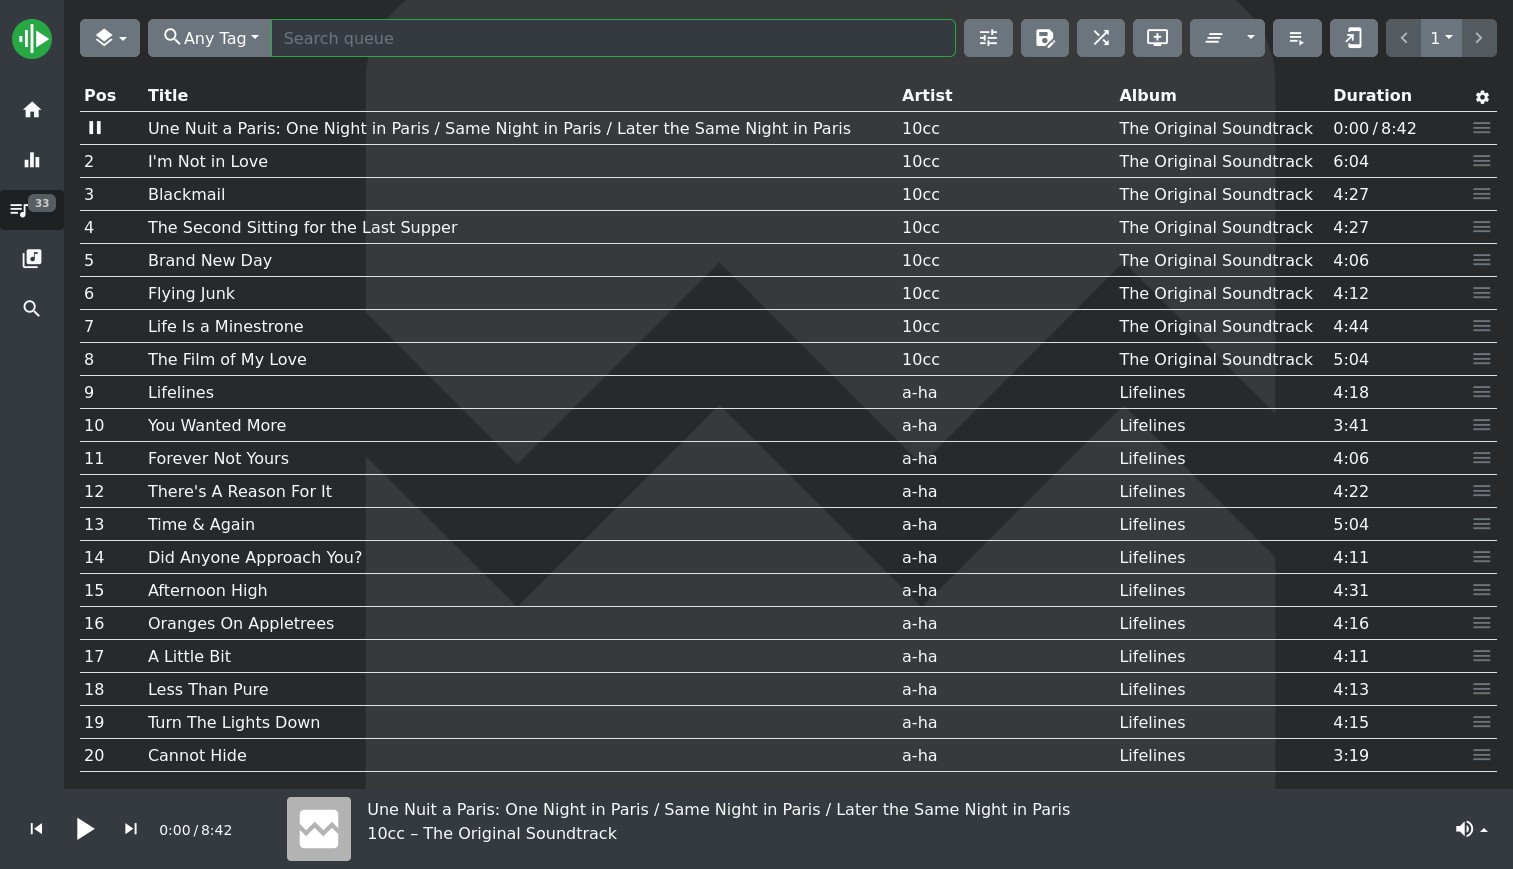 Any Tag Search queue 1
Pos Title Artist Album Duration
Une Nuit a Paris: One Night in Paris / Same Night in Paris / Later the Same Night in Paris 10cc The Original Soundtrack 0:00 / 8:42
2 I'm Not in Love 10cc The Original Soundtrack 6:04
3 Blackmail 10cc The Original Soundtrack 4:27
33
4 The Second Sitting for the Last Supper 10cc The Original Soundtrack 4:27
5 Brand New Day 10cc The Original Soundtrack 4:06
6 Flying Junk 10cc The Original Soundtrack 4:12
7 Life Is a Minestrone 10cc The Original Soundtrack 4:44
8 The Film of My Love 10cc The Original Soundtrack 5:04
9 Lifelines a-ha Lifelines 4:18
10 You Wanted More a-ha Lifelines 3:41
11 Forever Not Yours a-ha Lifelines 4:06
12 There's A Reason For It a-ha Lifelines 4:22
13 Time & Again a-ha Lifelines 5:04
14 Did Anyone Approach You? a-ha Lifelines 4:11
15 Afternoon High a-ha Lifelines 4:31
16 Oranges On Appletrees a-ha Lifelines 4:16
17 A Little Bit a-ha Lifelines 4:11
18 Less Than Pure a-ha Lifelines 4:13
19 Turn The Lights Down a-ha Lifelines 4:15
20 Cannot Hide a-ha Lifelines 3:19
Une Nuit a Paris: One Night in Paris / Same Night in Paris / Later the Same Night in Paris
0:00 / 8:42
10cc – The Original Soundtrack